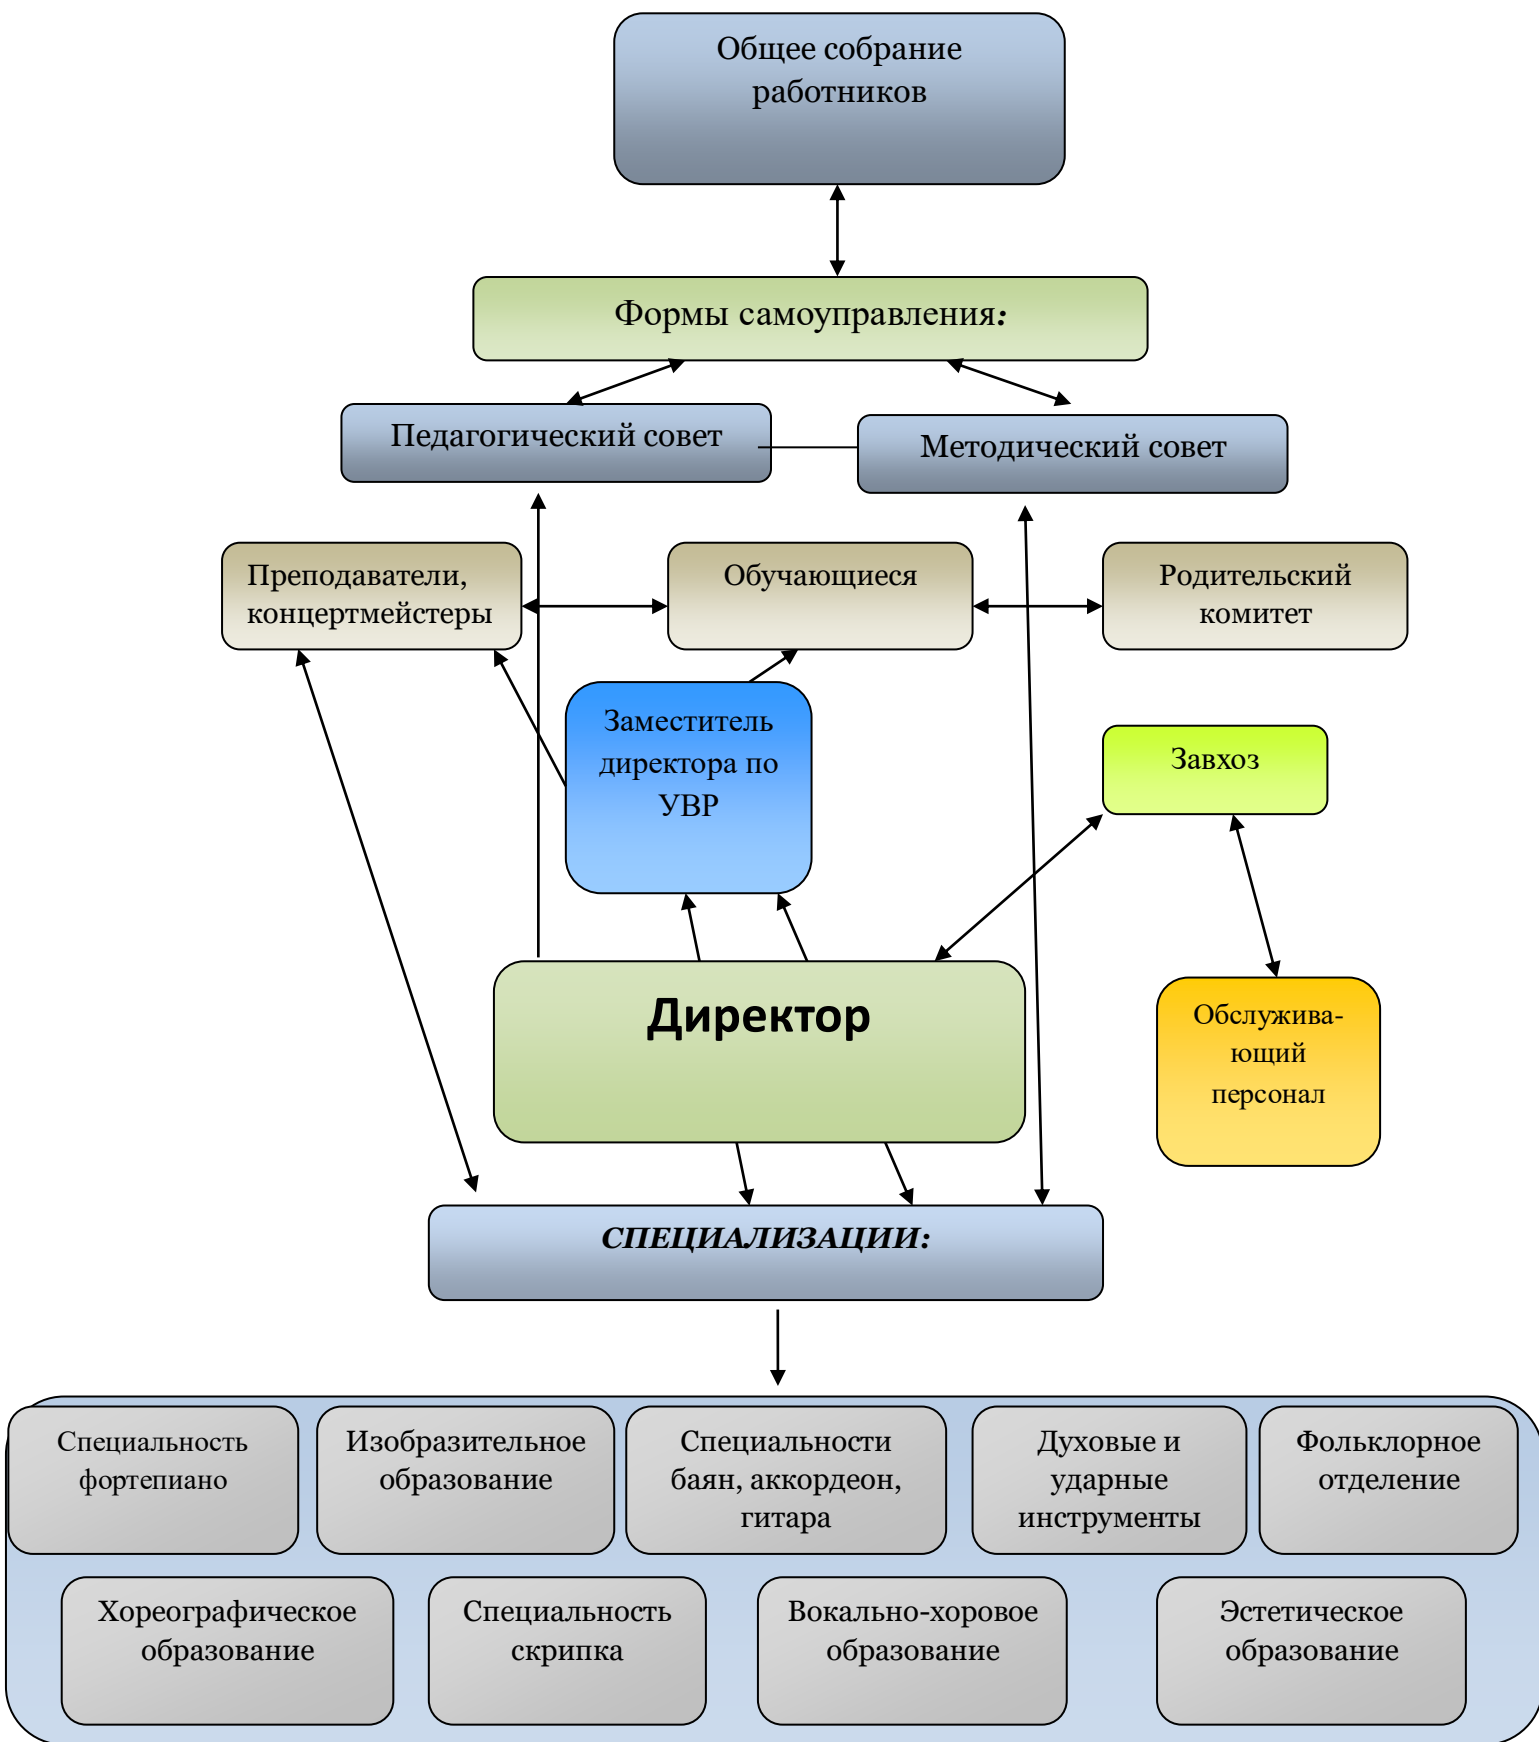 Общее собрание
работников
Формы самоуправления:
Педагогический совет
Методический совет
Преподаватели,
концертмейстеры
Обучающиеся
Родительский
комитет
Заместитель
директора по
УВР
Завхоз
Директор
Обслужива-
ющий
персонал
СПЕЦИАЛИЗАЦИИ:
Специальность
фортепиано
Изобразительное
образование
Специальности
баян, аккордеон,
гитара
Духовые и
ударные
инструменты
Фольклорное
отделение
Хореографическое
образование
Специальность
скрипка
Вокально-хоровое
образование
Эстетическое
образование